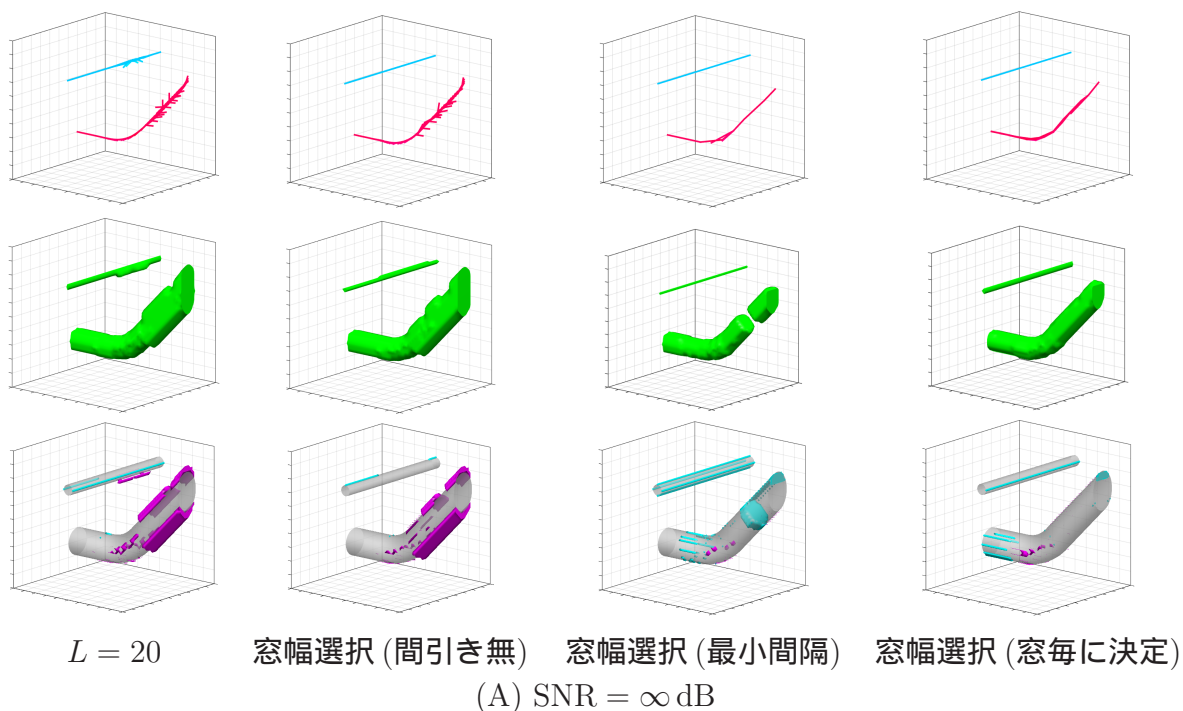 L = 20
窓幅選択 (間引き無)
窓幅選択 (最小間隔)
窓幅選択 (窓毎に決定)
(A) SNR = ∞ dB